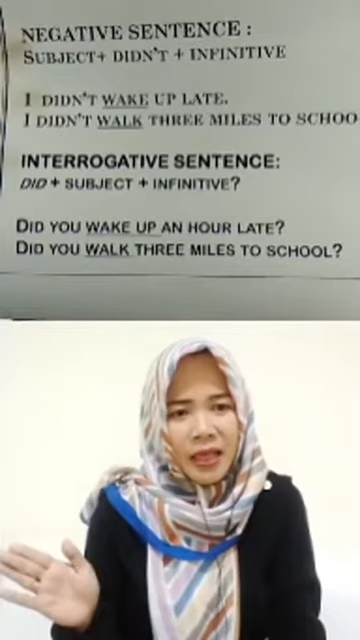 NEGATIVE SENTENCE :
SUBJECT+ DIDN'T + INFINITIVE
I DIDN'T WAKE UP LATE.
I DIDN'T WALK THREE MILES TO SCHOO
INTERROGATIVE SENTENCE:
DID + SUBJECT + INFINITIVE?
DID YOU WAKE UP AN HOUR LATE?
DID YOU WALK THREE MILES TO SCHOOL?